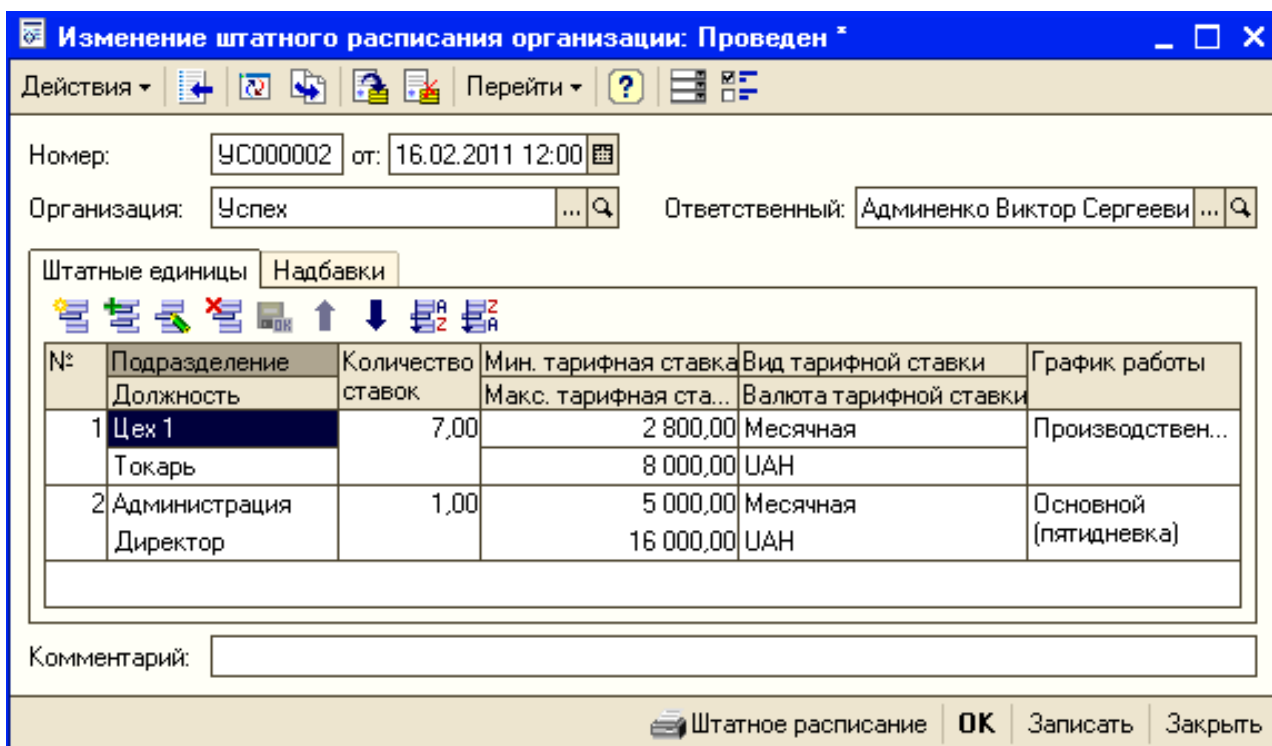 Изменение штатного расписания организации: Проведен *
Действия Перейти ?
Номер: УС000002 от: 16.02.2011 12:00
Организация: Успех ... Ответственный: Админенко Виктор Сергееви ...
Штатные единицы Надбавки
№ Подразделение Количество ставок Мин. тарифная ставка Вид тарифной ставки График работы
Должность Макс. тарифная ста... Валюта тарифной ставки
1 Цех 1 7,00 2 800,00 Месячная Производствен...
Токарь 8 000,00 UAH
2 Администрация 1,00 5 000,00 Месячная Основной
Директор 16 000,00 UAH (пятидневка)
Комментарий:
Штатное расписание OK Записать Закрыть